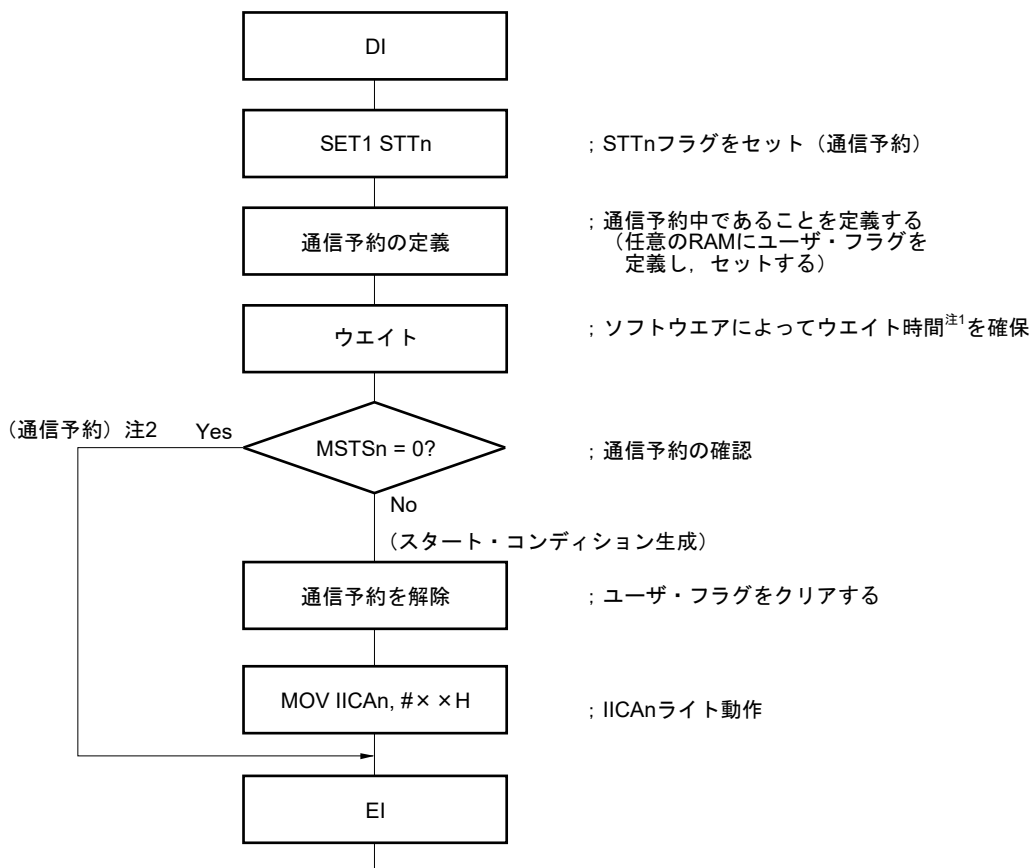 DI
SET1 STTn
；STTnフラグをセット（通信予約）
通信予約の定義
；通信予約中であることを定義する
（任意のRAMにユーザ・フラグを
定義し，セットする）
ウエイト
；ソフトウエアによってウエイト時間注1を確保
（通信予約）注2 Yes
MSTSn = 0?
；通信予約の確認
No
（スタート・コンディション生成）
通信予約を解除
；ユーザ・フラグをクリアする
MOV IICAn, #× ×H
；IICAnライト動作
EI